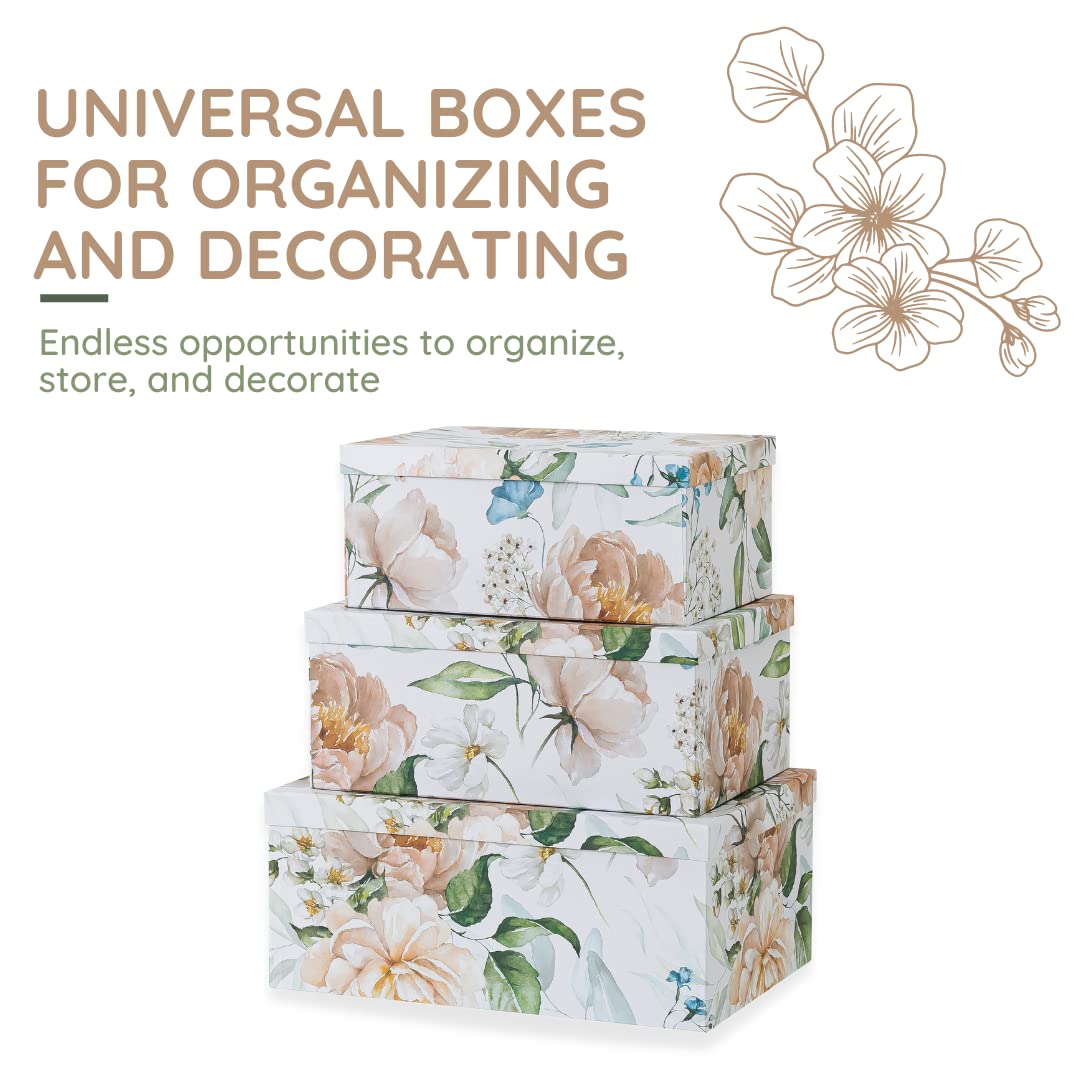 UNIVERSAL BOXES
FOR ORGANIZING
AND DECORATING
Endless opportunities to organize,
store, and decorate